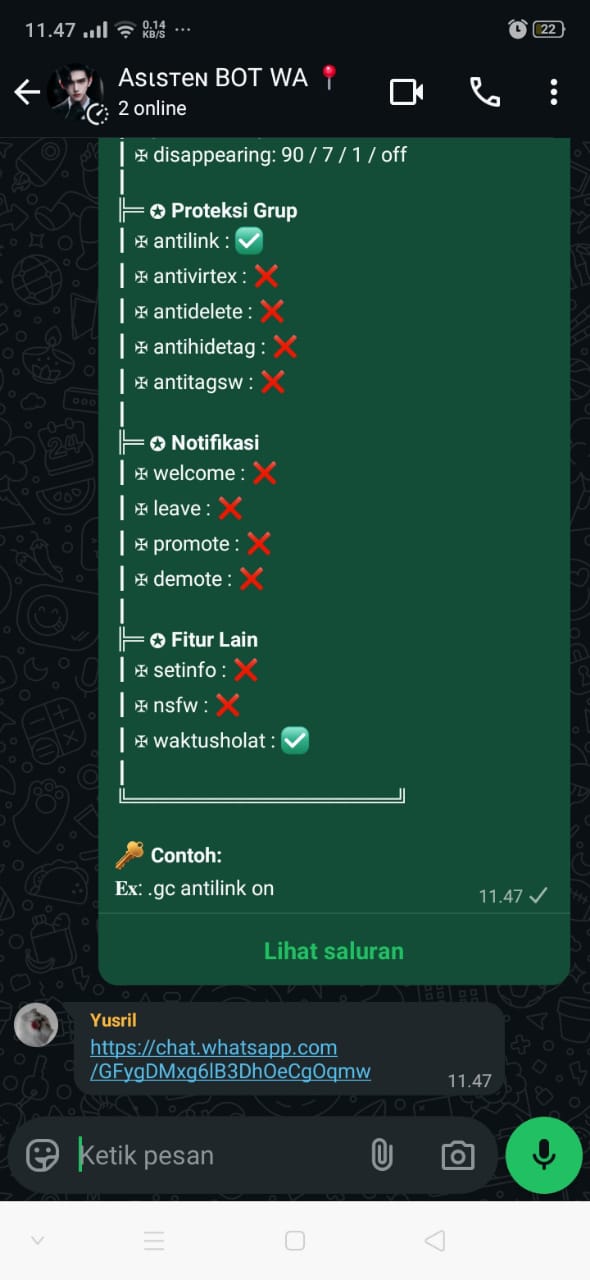 11.47 0.14 KB/S ... 22
Asɪsᴛᴇɴ BOT WA 📍
2 online
| ✠ disappearing: 90 / 7 / 1 / off
|
╠═ ✪ Proteksi Grup
| ✠ antilink : ✅
| ✠ antivirtex : ❌
| ✠ antidelete : ❌
| ✠ antihidetag : ❌
| ✠ antitagsw : ❌
|
╠═ ✪ Notifikasi
| ✠ welcome : ❌
| ✠ leave : ❌
| ✠ promote : ❌
| ✠ demote : ❌
|
╠═ ✪ Fitur Lain
| ✠ setinfo : ❌
| ✠ nsfw : ❌
| ✠ waktusholat : ✅
|
╚══════════════════╝
🔑 Contoh:
𝐄𝐱: .gc antilink on
11.47 ✓
Lihat saluran
Yusril
https://chat.whatsapp.com
/GFygDMxg6lB3DhOeCgOqmw
11.47
Ketik pesan